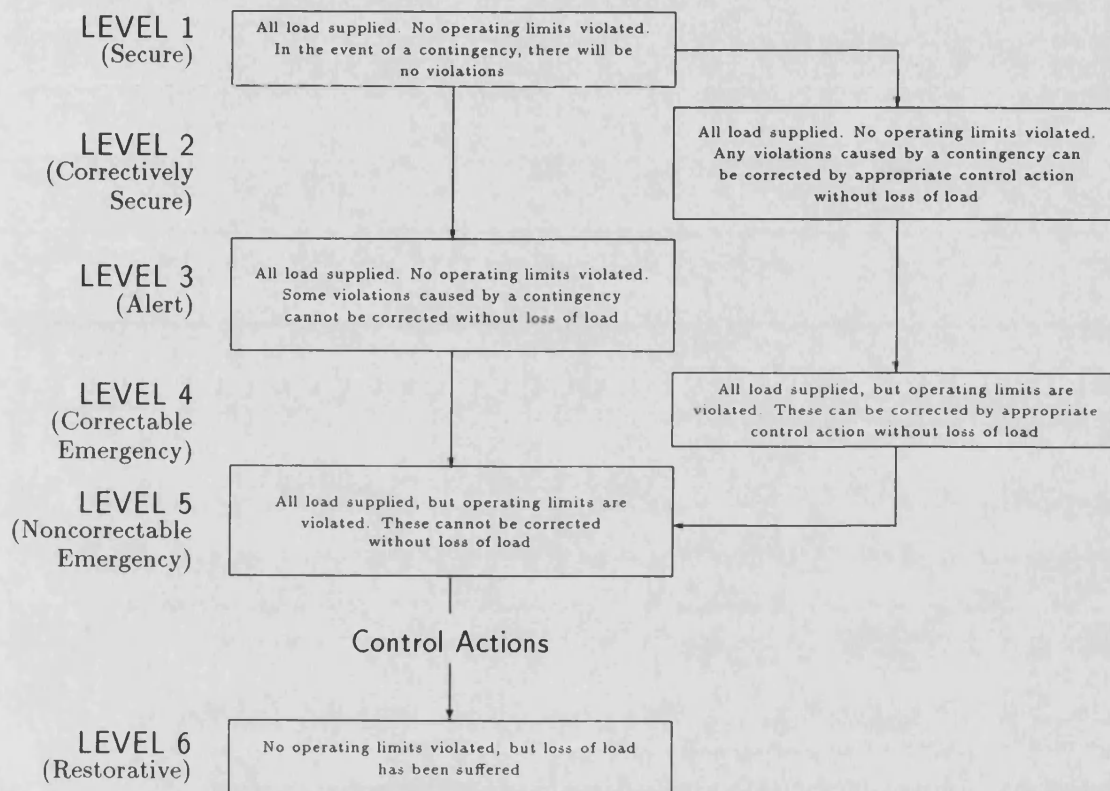 LEVEL 1
(Secure)
All load supplied. No operating limits violated.
In the event of a contingency, there will be
no violations
LEVEL 2
(Correctively
Secure)
All load supplied. No operating limits violated.
Any violations caused by a contingency can
be corrected by appropriate control action
without loss of load
LEVEL 3
(Alert)
All load supplied. No operating limits violated.
Some violations caused by a contingency
cannot be corrected without loss of load
LEVEL 4
(Correctable
Emergency)
All load supplied, but operating limits are
violated. These can be corrected by appropriate
control action without loss of load
LEVEL 5
(Noncorrectable
Emergency)
All load supplied, but operating limits are
violated. These cannot be corrected
without loss of load
Control Actions
LEVEL 6
(Restorative)
No operating limits violated, but loss of load
has been suffered